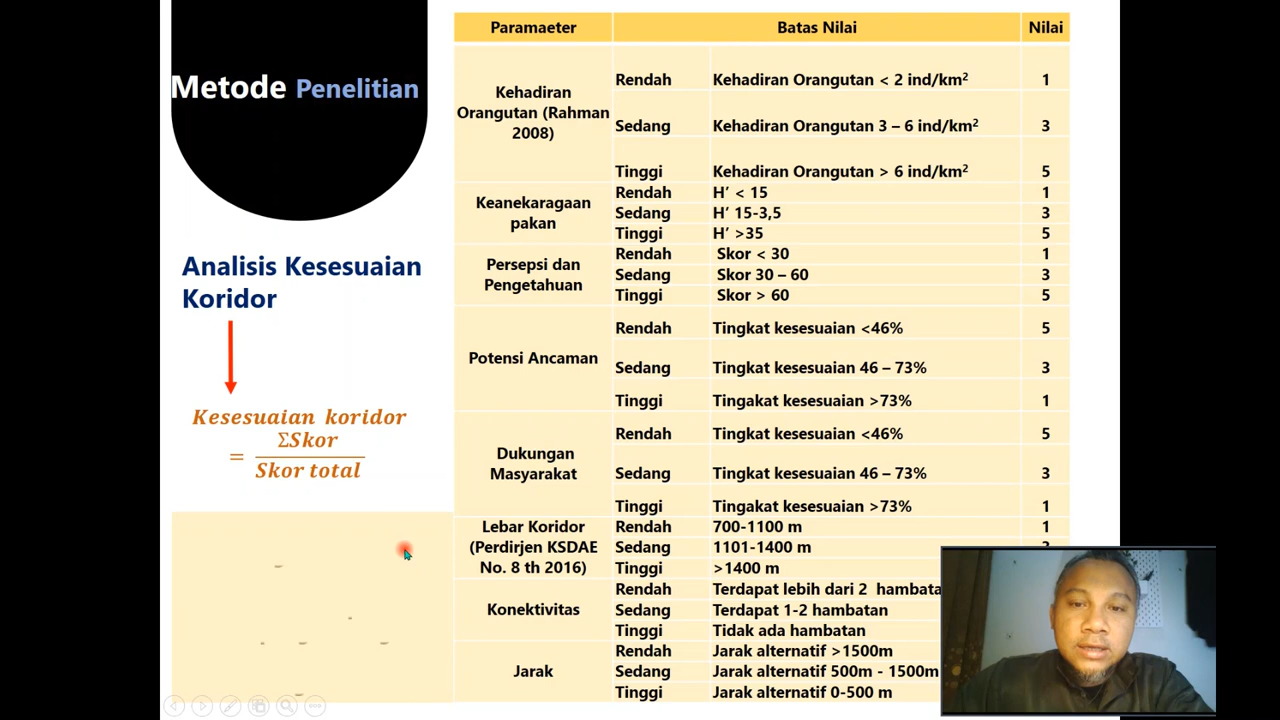 Metode Penelitian
Analisis Kesesuaian
Koridor
Kesesuaian koridor
= ΣSkor / Skor total
Paramaeter Batas Nilai Nilai
Kehadiran Orangutan (Rahman 2008)
Rendah Kehadiran Orangutan < 2 ind/km² 1
Sedang Kehadiran Orangutan 3 – 6 ind/km² 3
Tinggi Kehadiran Orangutan > 6 ind/km² 5
Keanekaragaan pakan
Rendah H’ < 15 1
Sedang H’ 15-3,5 3
Tinggi H’ >35 5
Persepsi dan Pengetahuan
Rendah Skor < 30 1
Sedang Skor 30 – 60 3
Tinggi Skor > 60 5
Potensi Ancaman
Rendah Tingkat kesesuaian <46% 5
Sedang Tingkat kesesuaian 46 – 73% 3
Tinggi Tingakat kesesuaian >73% 1
Dukungan Masyarakat
Rendah Tingkat kesesuaian <46% 5
Sedang Tingkat kesesuaian 46 – 73% 3
Tinggi Tingakat kesesuaian >73% 1
Lebar Koridor (Perdirjen KSDAE No. 8 th 2016)
Rendah 700-1100 m 1
Sedang 1101-1400 m
Tinggi >1400 m
Konektivitas
Rendah Terdapat lebih dari 2 hambata
Sedang Terdapat 1-2 hambatan
Tinggi Tidak ada hambatan
Jarak
Rendah Jarak alternatif >1500m
Sedang Jarak alternatif 500m - 1500m
Tinggi Jarak alternatif 0-500 m